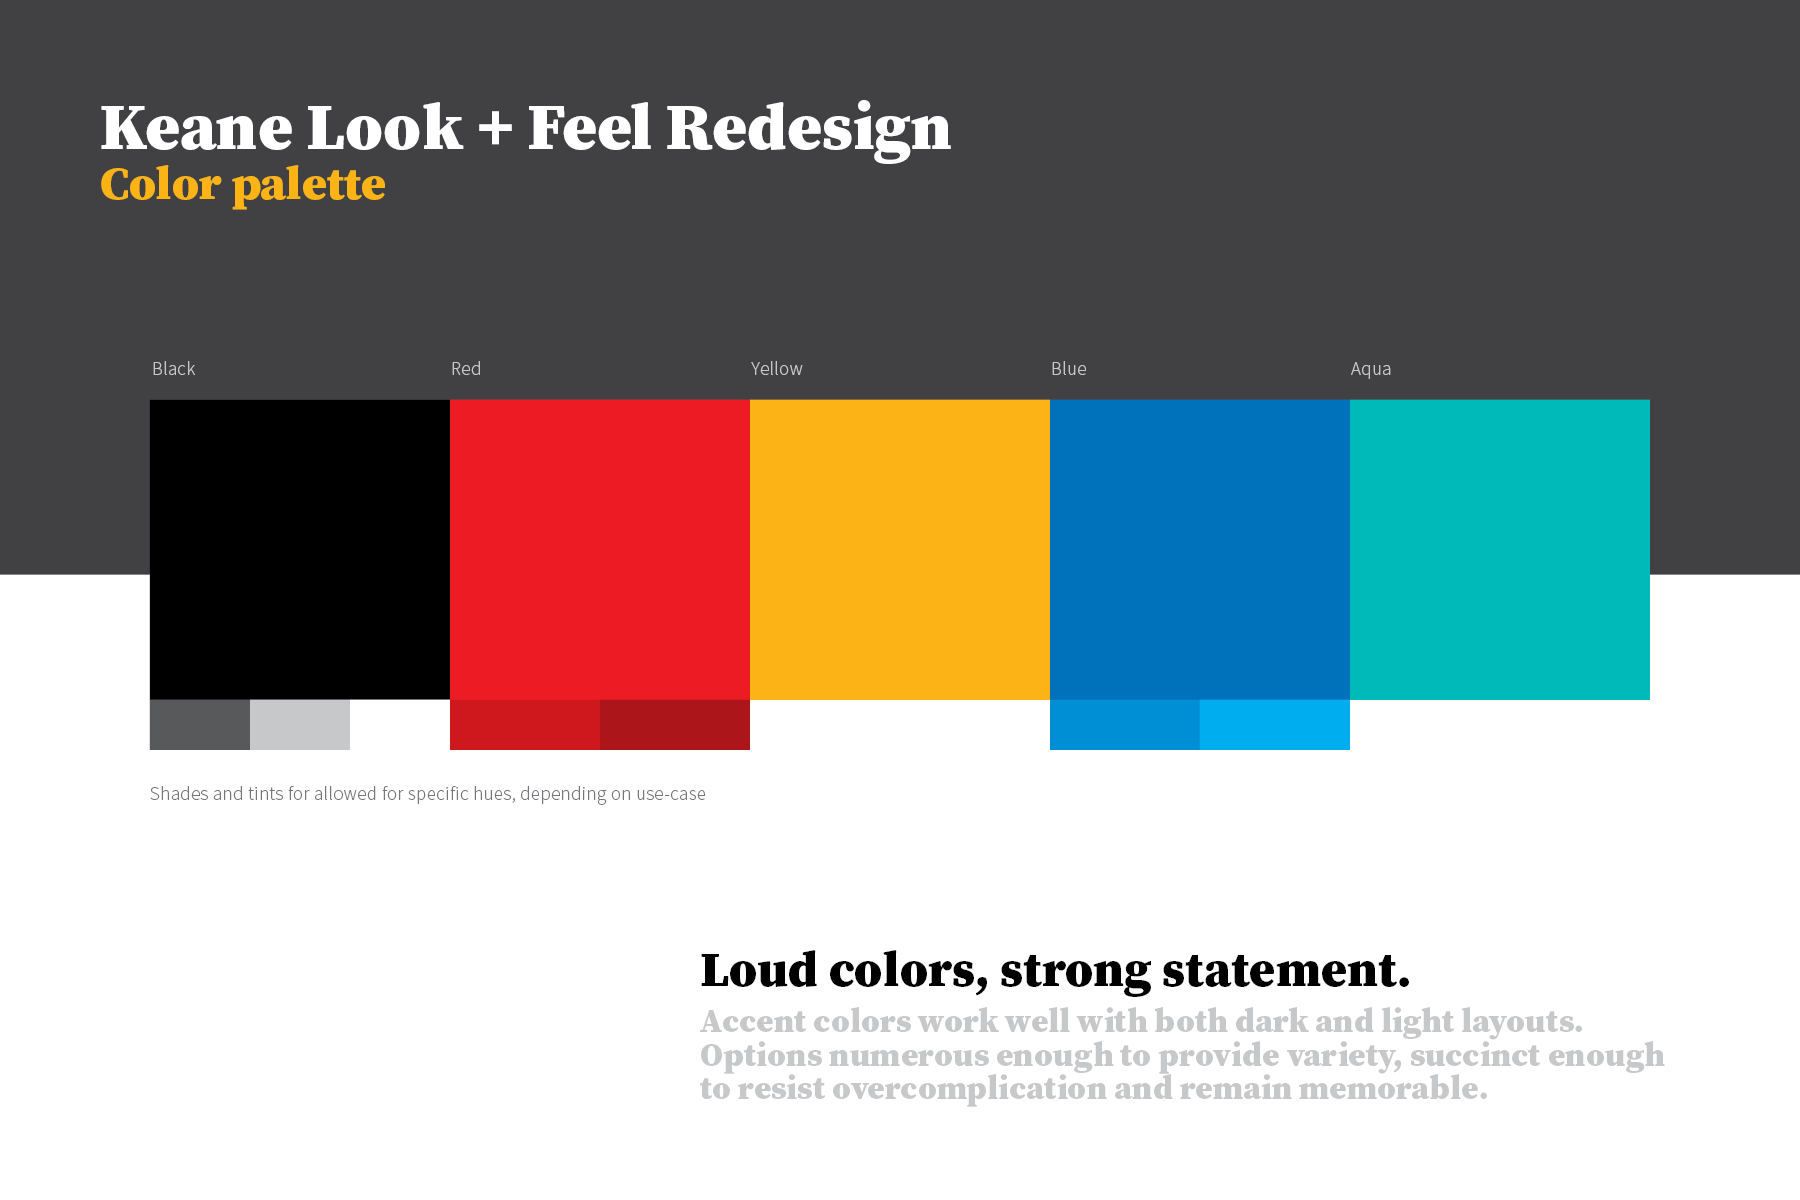 Keane Look + Feel Redesign
Color palette
Black
Red
Yellow
Blue
Aqua
Shades and tints for allowed for specific hues, depending on use-case
Loud colors, strong statement.
Accent colors work well with both dark and light layouts.
Options numerous enough to provide variety, succinct enough
to resist overcomplication and remain memorable.